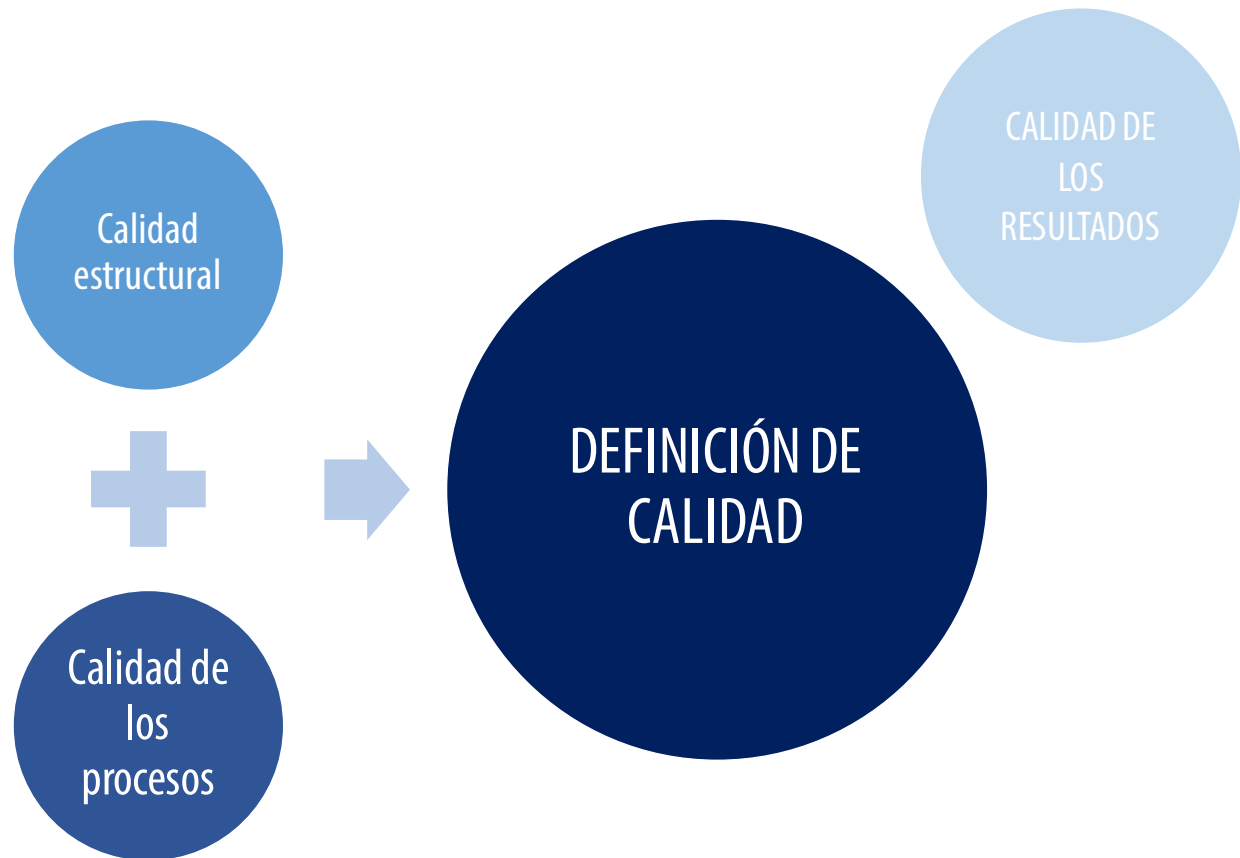 Calidad
estructural
Calidad de
los
procesos
DEFINICIÓN DE
CALIDAD
CALIDAD DE
LOS
RESULTADOS